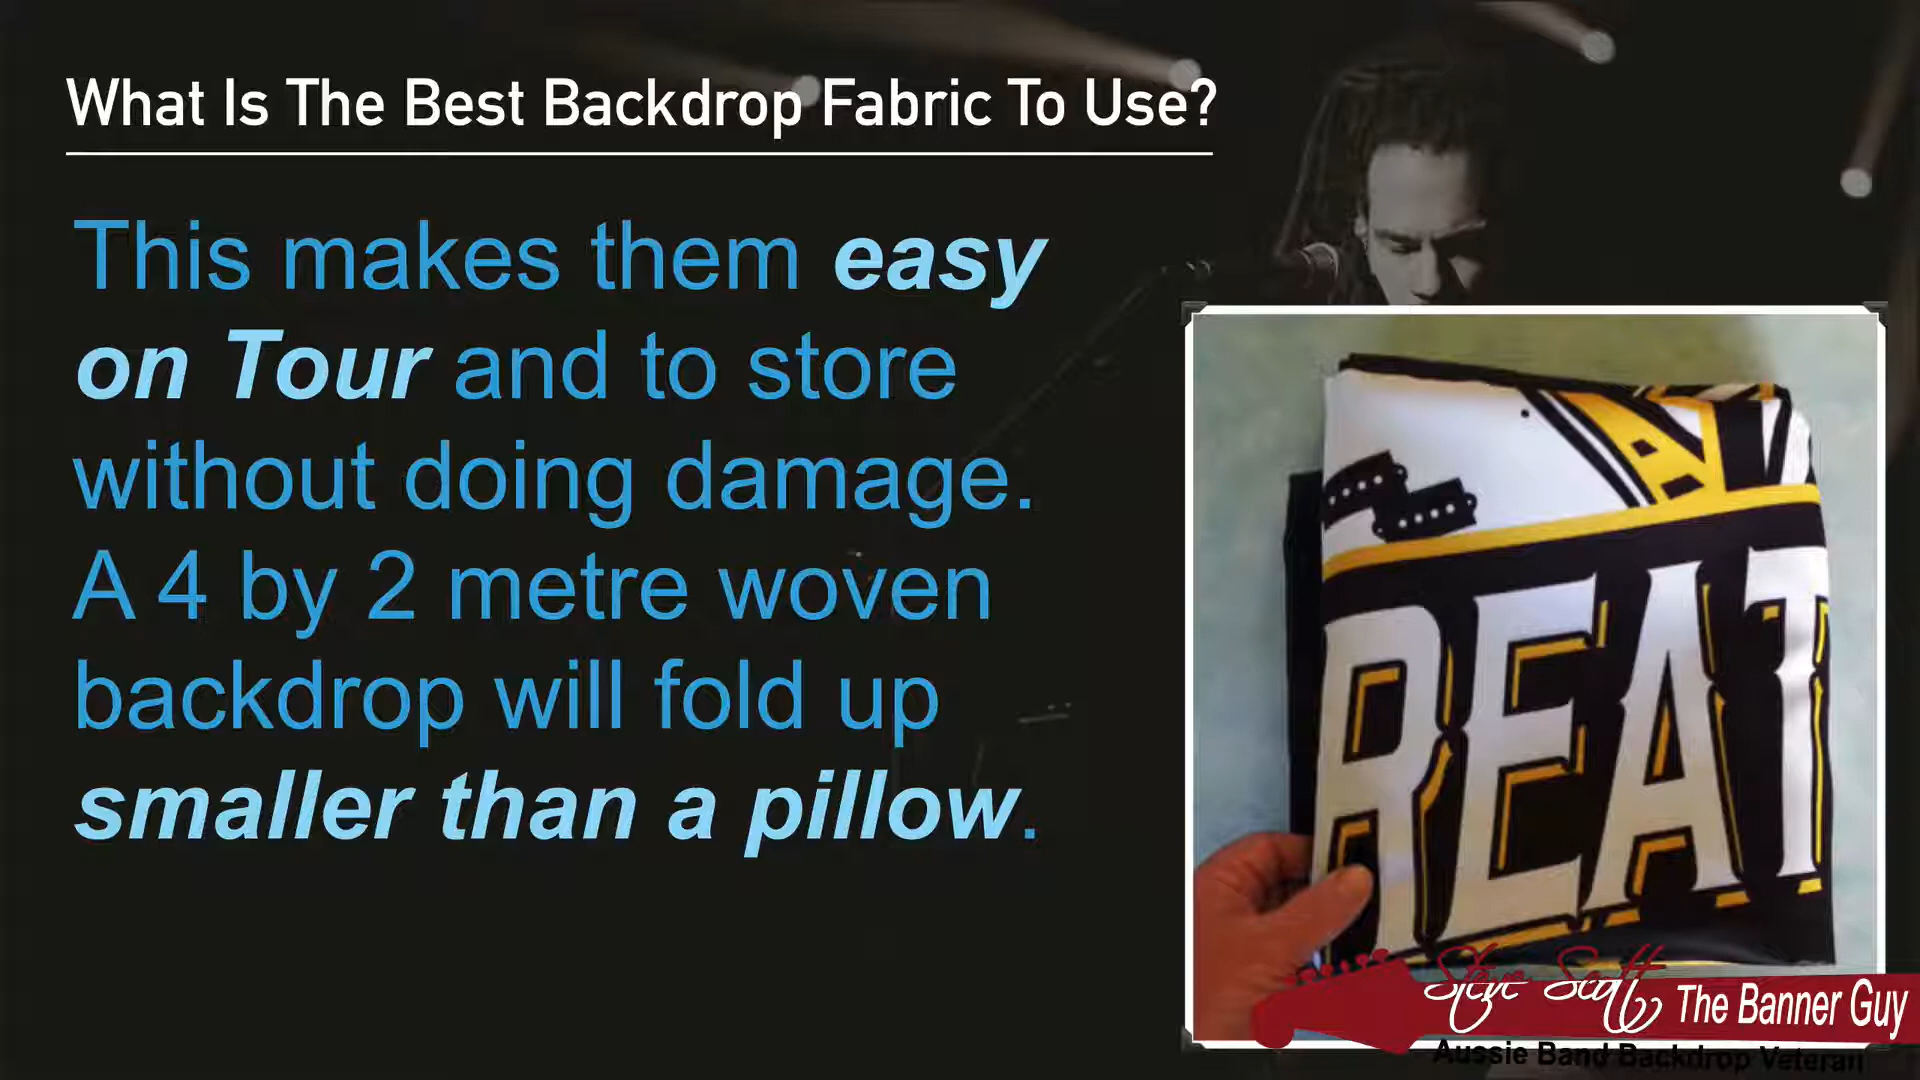 What Is The Best Backdrop Fabric To Use?
This makes them easy
on Tour and to store
without doing damage.
A 4 by 2 metre woven
backdrop will fold up
smaller than a pillow.
REAT
Steve Scott The Banner Guy
Aussie Band Backdrop Veteran